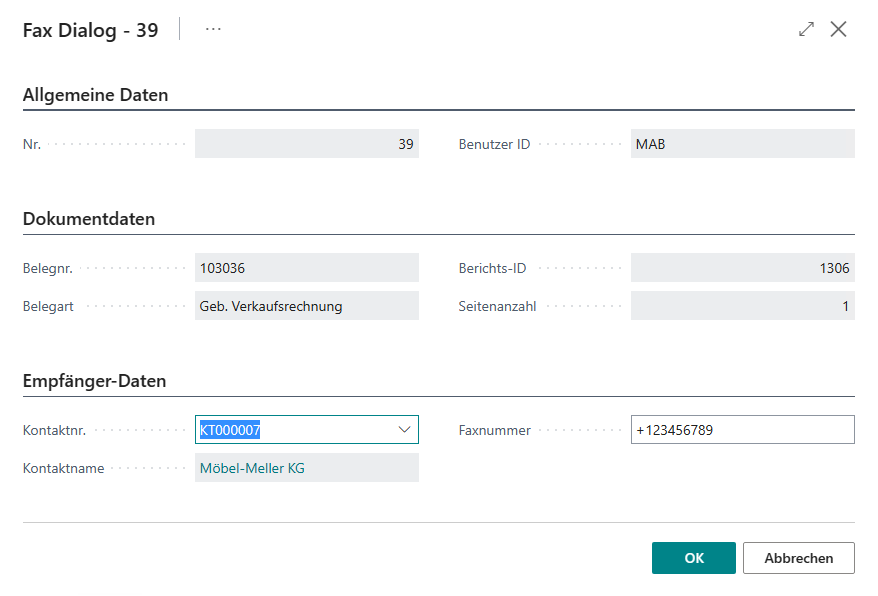 Fax Dialog - 39 ...
Allgemeine Daten
Nr. 39 Benutzer ID MAB
Dokumentdaten
Belegnr. 103036 Berichts-ID 1306
Belegart Geb. Verkaufsrechnung Seitenanzahl 1
Empfänger-Daten
Kontaktnr. KT000007 Faxnummer +123456789
Kontaktname Möbel-Meller KG
OK Abbrechen